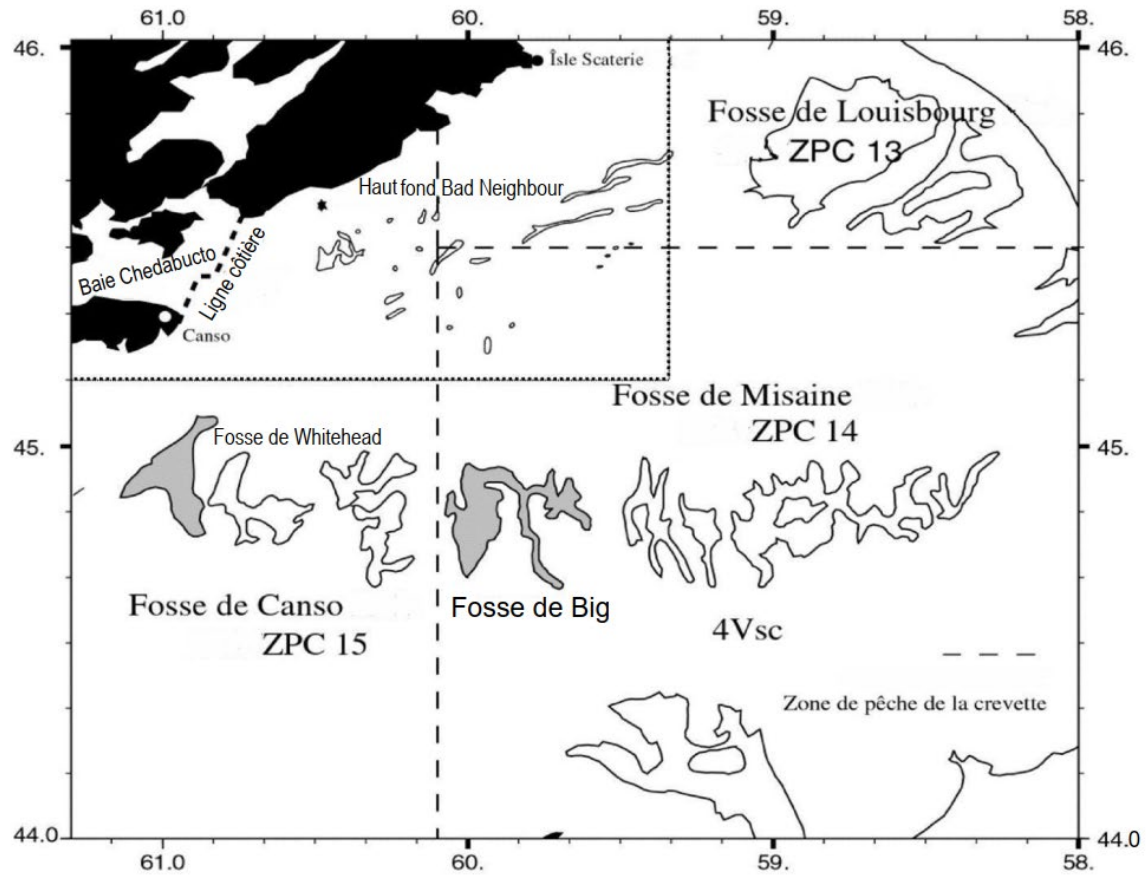 61.0 60. 59. 58.
46. 46.
Îsle Scaterie
Fosse de Louisbourg
ZPC 13
Haut fond Bad Neighbour
Baie Chedabucto
Ligne côtière
Canso
Fosse de Misaine
ZPC 14
45. 45.
Fosse de Whitehead
Fosse de Canso
ZPC 15
Fosse de Big
4Vsc
Zone de pêche de la crevette
44.0 44.0
61.0 60. 59. 58.